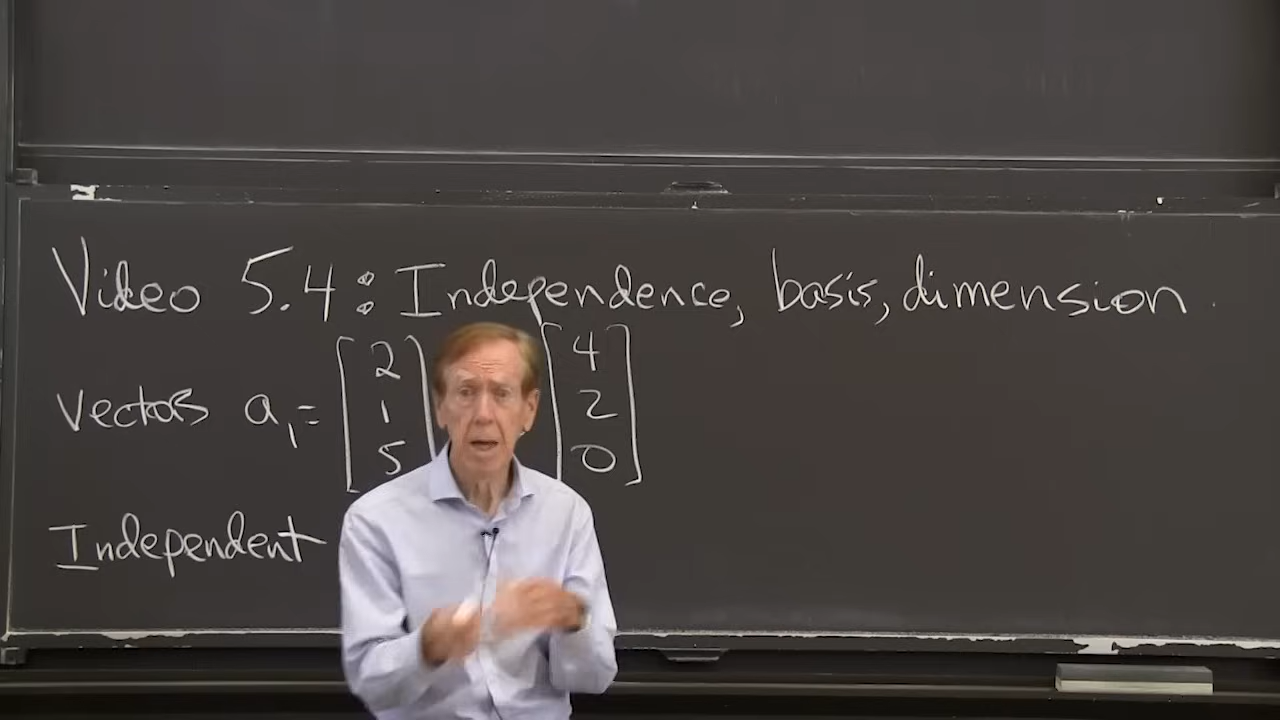 Video 5.4: Independence, basis, dimension
vectors a₁ = [2 1 5] [4 2 0]
Independent